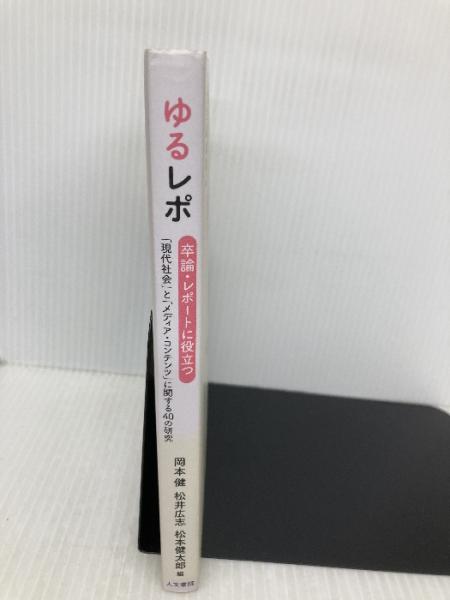 ゆるレポ
卒論・レポートに役立つ
「現代社会」と「メディア・コンテンツ」に関する40の研究
岡本健 松井広志 松本健太郎 編
人文書院